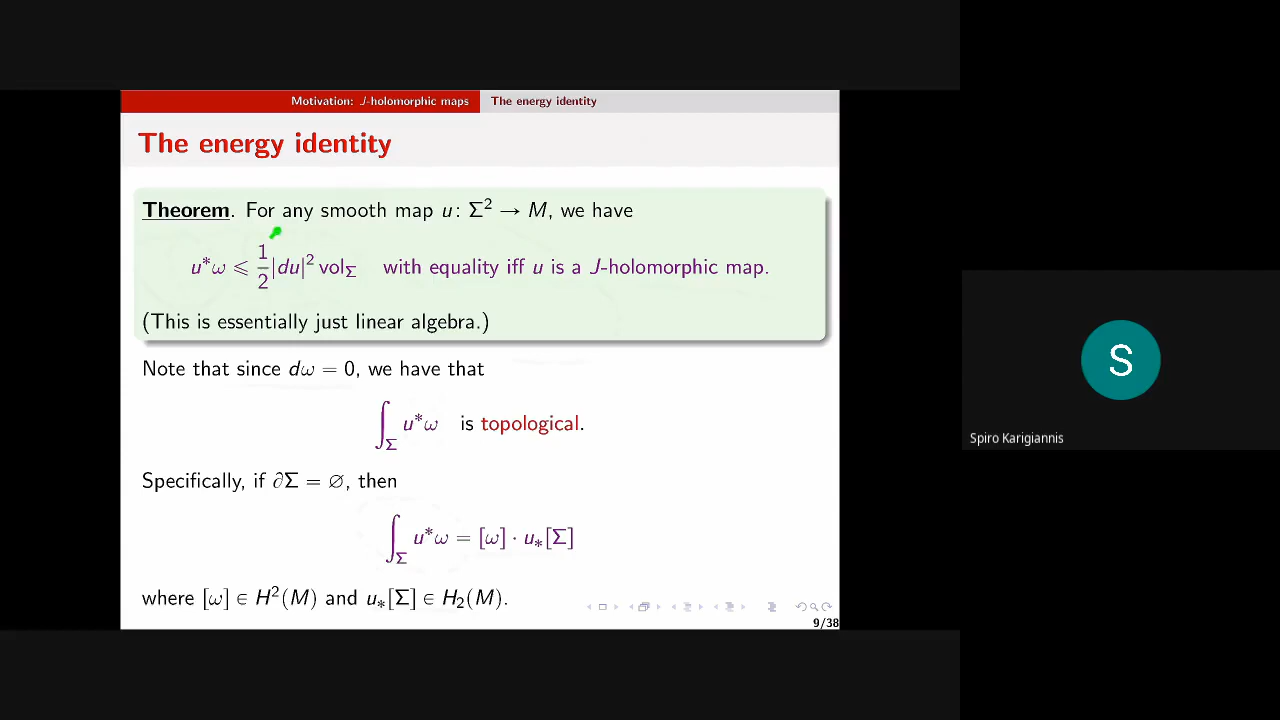 Motivation: J-holomorphic maps The energy identity
The energy identity
Theorem. For any smooth map u: Σ² → M, we have
u*ω ⩽ 1/2 |du|² vol_Σ with equality iff u is a J-holomorphic map.
(This is essentially just linear algebra.)
Note that since dω = 0, we have that
∫_Σ u*ω is topological.
Specifically, if ∂Σ = ∅, then
∫_Σ u*ω = [ω] · u_*[Σ]
where [ω] ∈ H²(M) and u_*[Σ] ∈ H₂(M).
9/38
S
Spiro Karigiannis